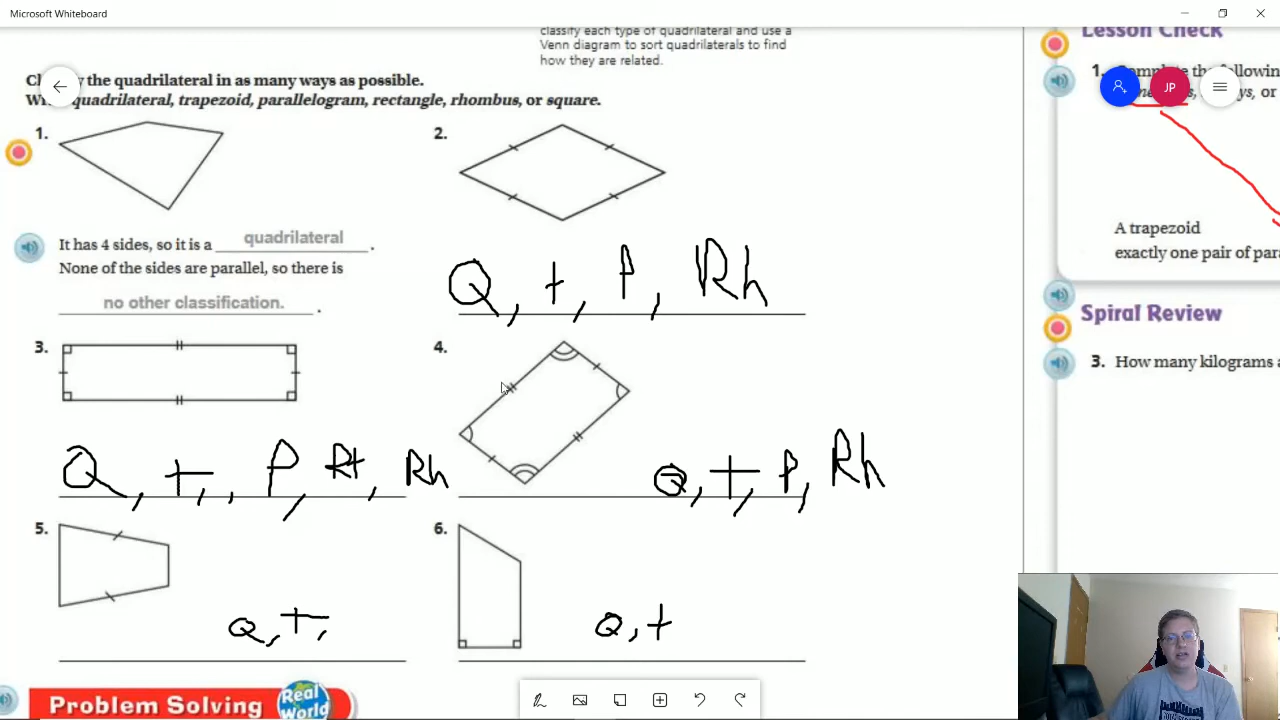 Microsoft Whiteboard
classify each type of quadrilateral and use a
Venn diagram to sort quadrilaterals to find
how they are related.
the quadrilateral in as many ways as possible.
quadrilateral, trapezoid, parallelogram, rectangle, rhombus, or square.
1.
2.
It has 4 sides, so it is a quadrilateral .
None of the sides are parallel, so there is
no other classification. .
Q, t, P, Rh
3.
4.
Q, t, , P, Rt, Rh
Q, T, P, Rh
5.
6.
Q, T,
Q, t
Problem Solving Real World
Lesson Check
1.
JP
or
A trapezoid
exactly one pair of par
Spiral Review
3. How many kilograms a